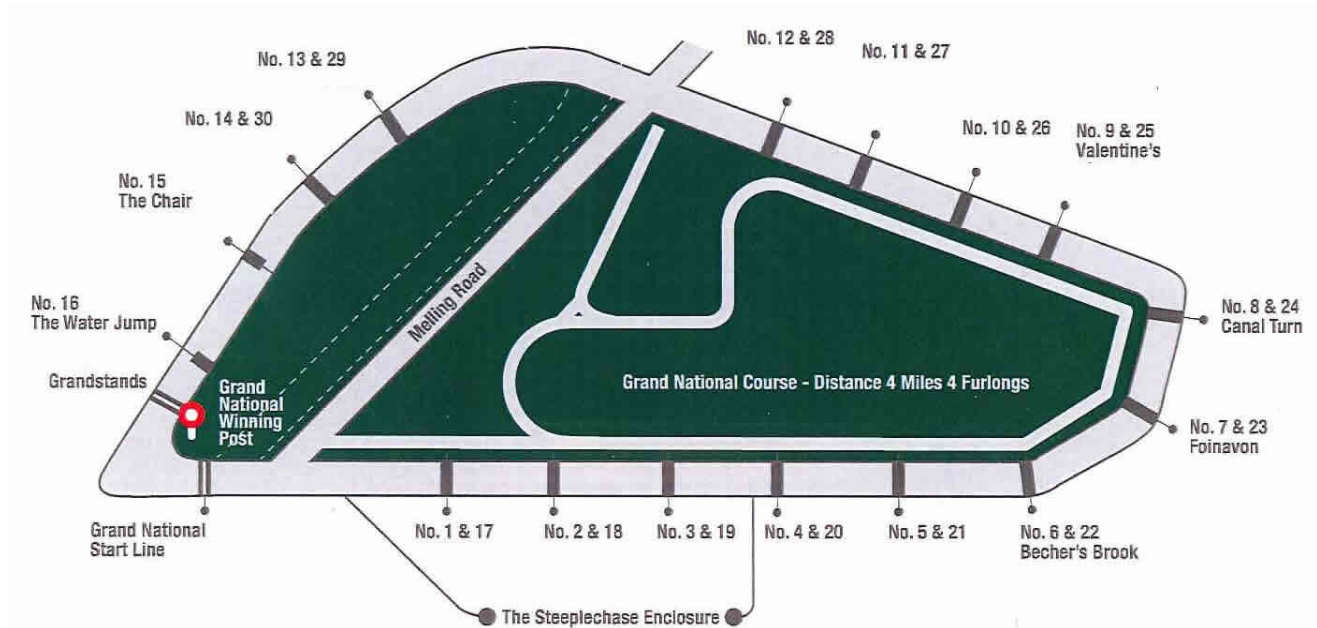 No. 12 & 28
No. 11 & 27
No. 13 & 29
No. 10 & 26
No. 9 & 25
Valentine's
No. 14 & 30
No. 15
The Chair
Melling Road
No. 16
The Water Jump
No. 8 & 24
Canal Turn
Grandstands
Grand
National
Winning
Post
Grand National Course - Distance 4 Miles 4 Furlongs
No. 7 & 23
Foinavon
Grand National
Start Line
No. 1 & 17
No. 2 & 18
No. 3 & 19
No. 4 & 20
No. 5 & 21
No. 6 & 22
Becher's Brook
The Steeplechase Enclosure